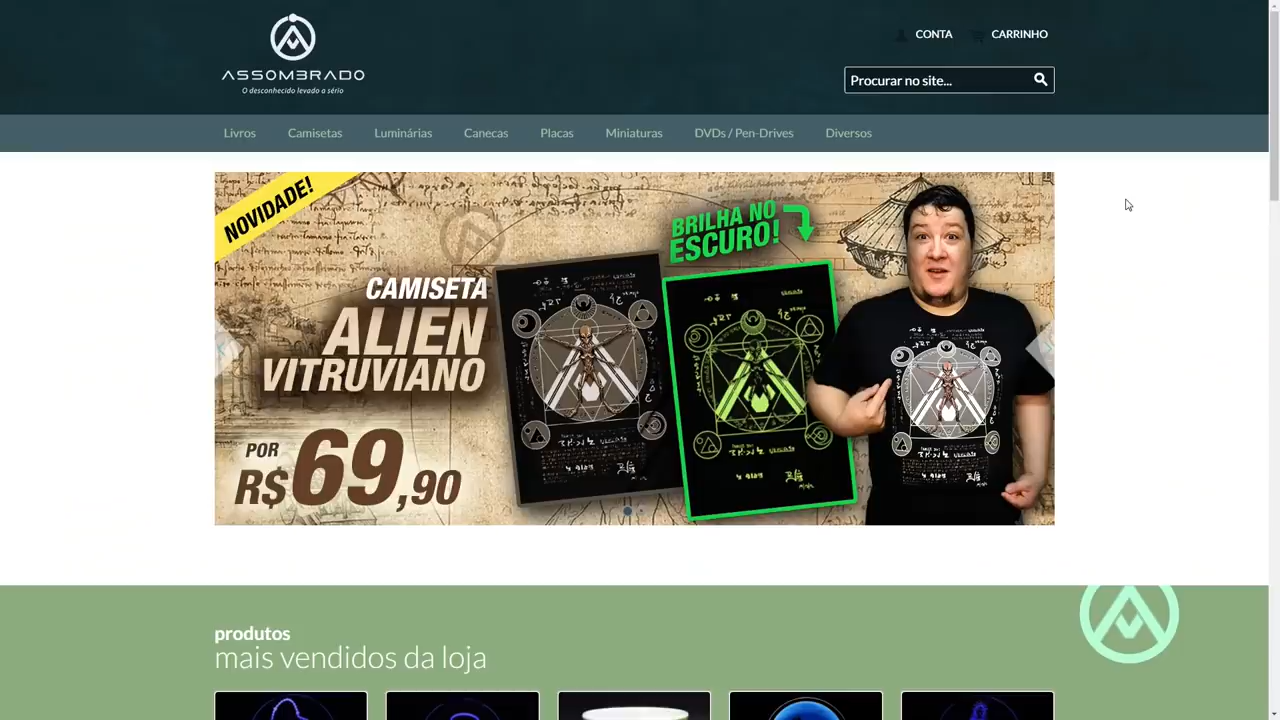 ASSOMBRADO
O desconhecido levado a sério
CONTA
CARRINHO
Procurar no site...
Livros
Camisetas
Luminárias
Canecas
Placas
Miniaturas
DVDs / Pen-Drives
Diversos
NOVIDADE!
BRILHA NO
ESCURO!
CAMISETA
ALIEN
VITRUVIANO
POR
R$69,90
produtos
mais vendidos da loja